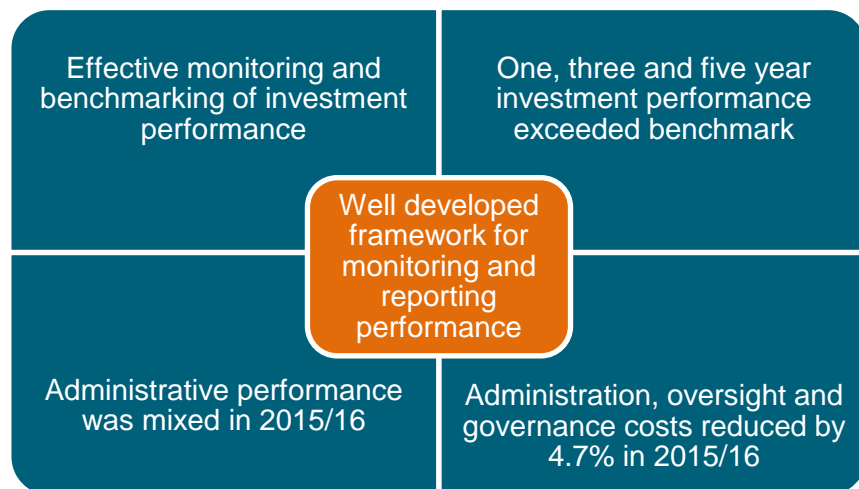 Effective monitoring and
benchmarking of investment
performance
One, three and five year
investment performance
exceeded benchmark
Well developed
framework for
monitoring and
reporting
performance
Administrative performance
was mixed in 2015/16
Administration, oversight and
governance costs reduced by
4.7% in 2015/16